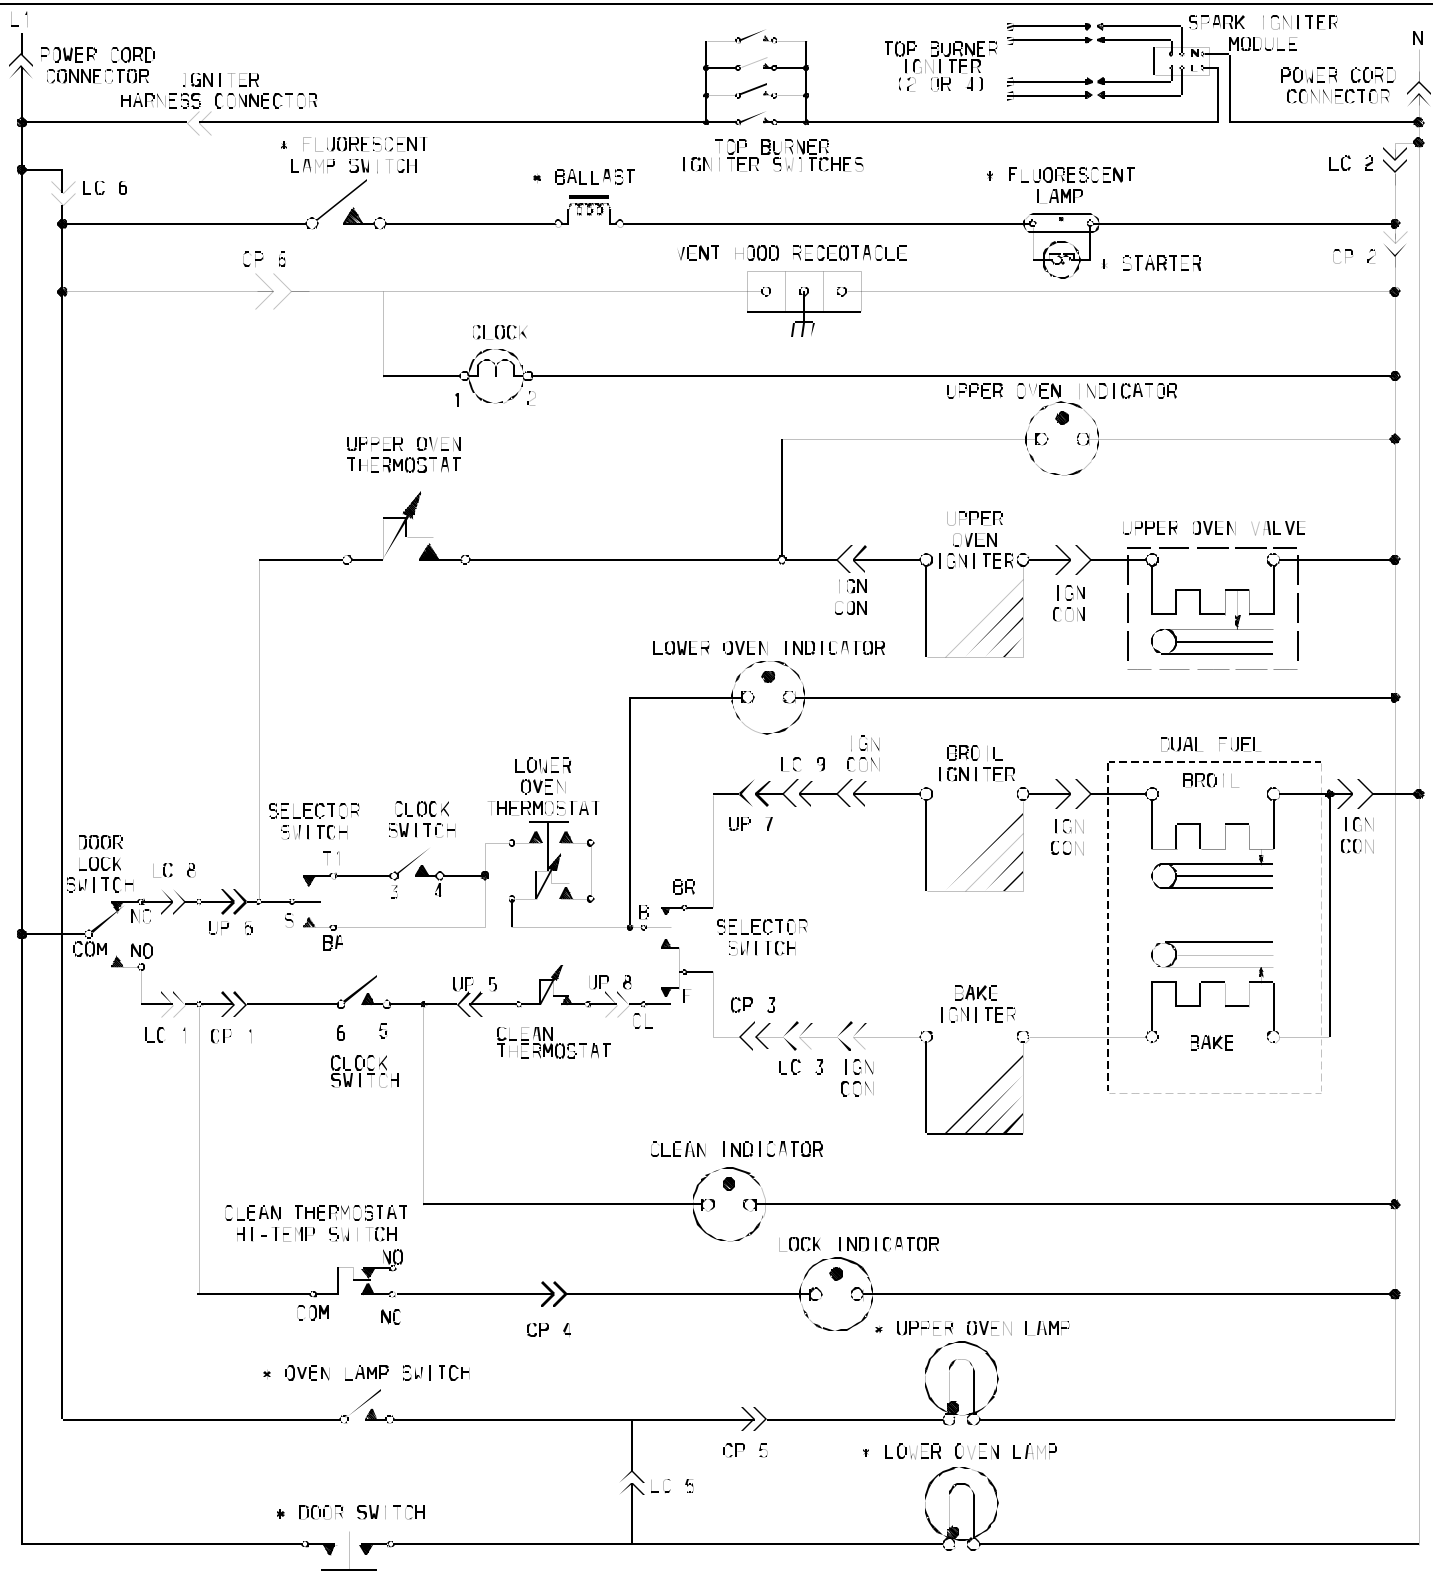 L1
POWER CORD
CONNECTOR
IGNITER
HARNESS CONNECTOR
TOP BURNER
IGNITER
(2 OR 4)
SPARK IGNITER
MODULE
N
L
N
POWER CORD
CONNECTOR
* FLUORESCENT
LAMP SWITCH
TOP BURNER
IGNITER SWITCHES
LC 6
* BALLAST
* FLUORESCENT
LAMP
LC 2
CP 6
VENT HOOD RECEOTACLE
* STARTER
CP 2
CLOCK
1
2
UPPER OVEN INDICATOR
UPPER OVEN
THERMOSTAT
UPPER
OVEN
IGNITER
UPPER OVEN VALVE
IGN
CON
IGN
CON
LOWER OVEN INDICATOR
DOOR
LOCK
SWITCH
LC 8
SELECTOR
SWITCH
T1
CLOCK
SWITCH
3
4
LOWER
OVEN
THERMOSTAT
UP 7
LC 9
IGN
CON
BROIL
IGNITER
IGN
CON
DUAL FUEL
BROIL
IGN
CON
NC
UP 6
S
BA
B
BR
SELECTOR
SWITCH
COM
NO
LC 1
CP 1
6
5
CLOCK
SWITCH
UP 5
CLEAN
THERMOSTAT
UP 8
CL
F
CP 3
LC 3
IGN
CON
BAKE
IGNITER
BAKE
CLEAN INDICATOR
CLEAN THERMOSTAT
HI-TEMP SWITCH
NO
COM
NC
CP 4
LOCK INDICATOR
* UPPER OVEN LAMP
* OVEN LAMP SWITCH
CP 5
* LOWER OVEN LAMP
LC
* DOOR SWITCH